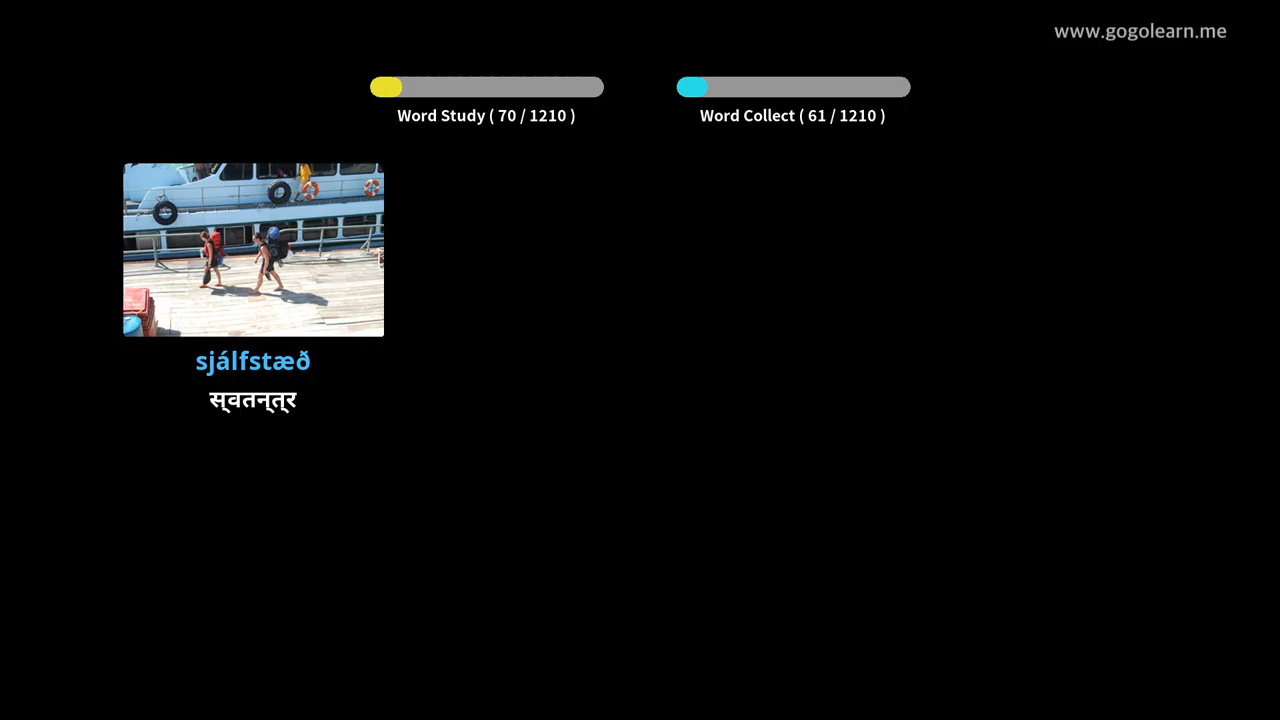 www.gogolearn.me
Word Study ( 70 / 1210 )
Word Collect ( 61 / 1210 )
sjálfstæð
स्वतन्त्र